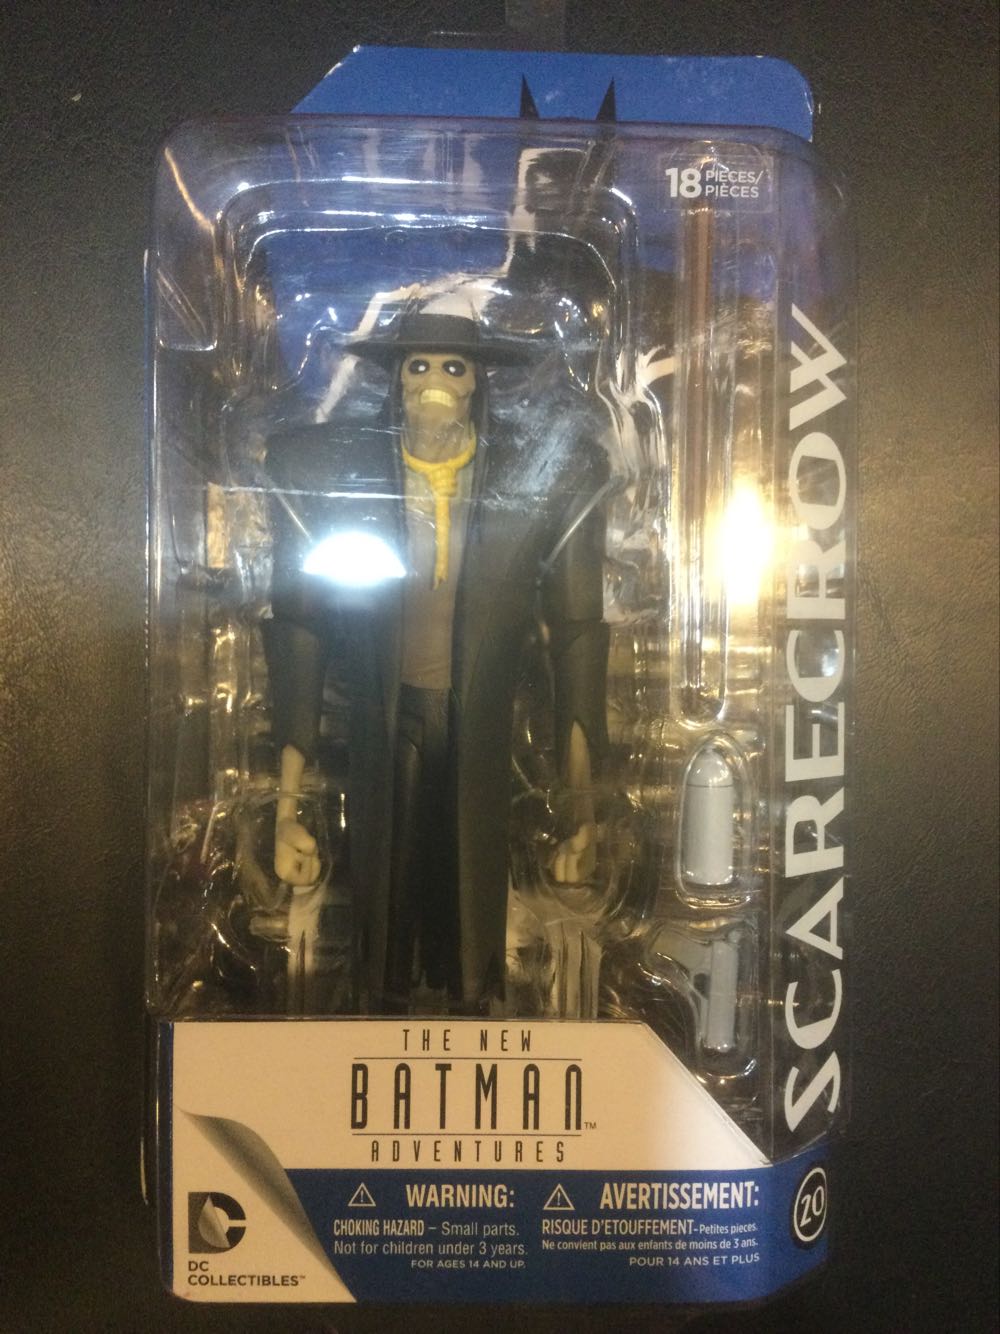 18 PIECES/
PIÈCES
SCARECROW
THE NEW
BATMAN™
ADVENTURES
WARNING:
CHOKING HAZARD – Small parts.
Not for children under 3 years.
FOR AGES 14 AND UP.
AVERTISSEMENT:
RISQUE D'ETOUFFEMENT-Petites pieces.
Ne convient pas aux enfants de moins de 3 ans.
POUR 14 ANS ET PLUS
20
DC
COLLECTIBLES™